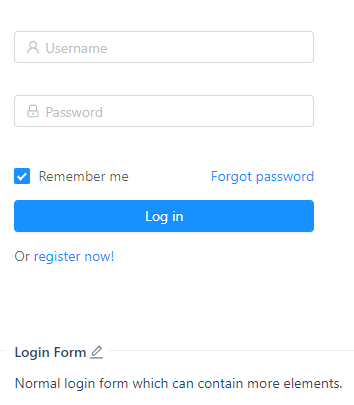 Username
Password
Remember me Forgot password
Log in
Or register now!
Login Form
Normal login form which can contain more elements.